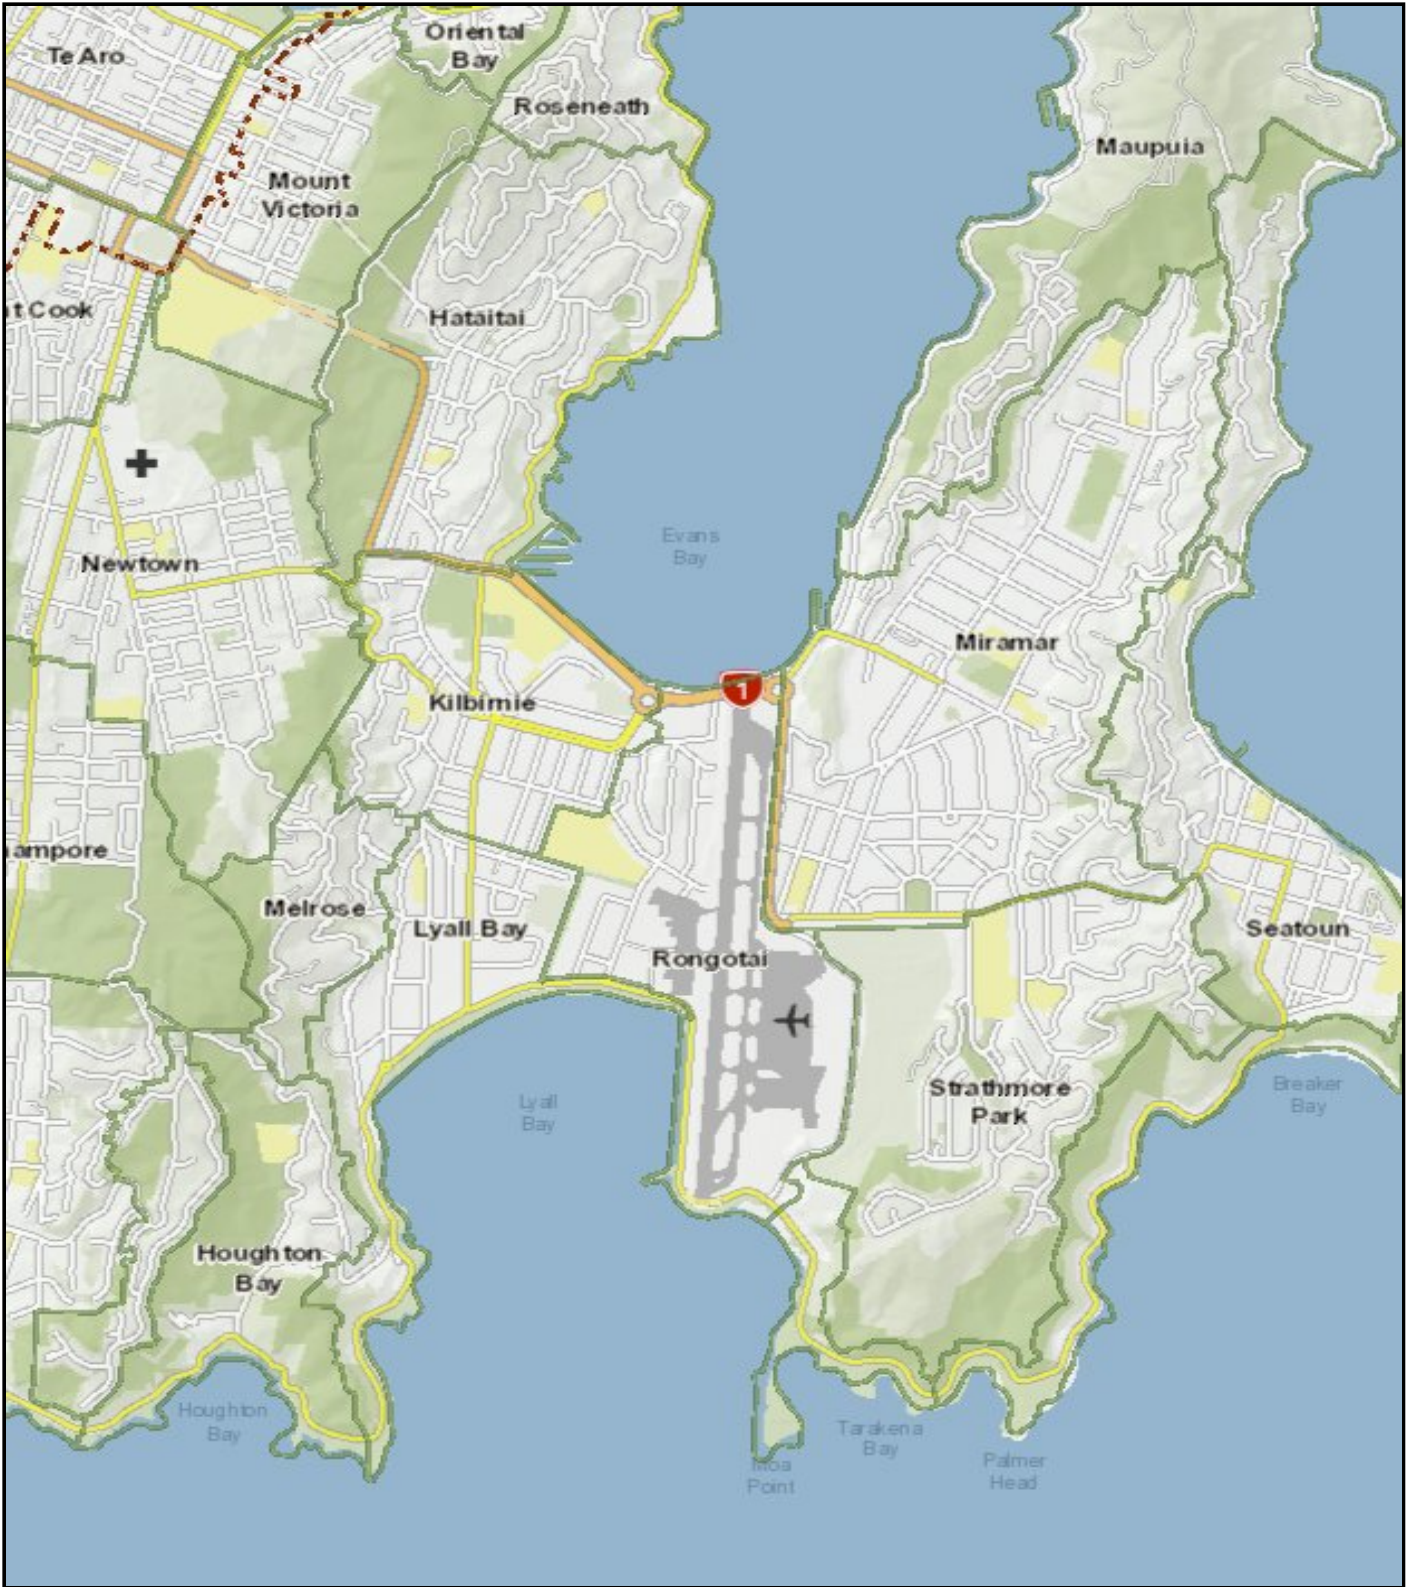 Oriental
Bay
Te Aro
Roseneath
Maupuia
Mount
Victoria
t Cook
Hataitai
Evans
Bay
Newtown
Miramar
1
Kilbirnie
ampore
Melrose
Lyall Bay
Seatoun
Rongotai
Strathmore
Park
Breaker
Bay
Lyall
Bay
Houghton
Bay
Houghton
Bay
Tarakena
Bay
Palmer
Head
Moa
Point